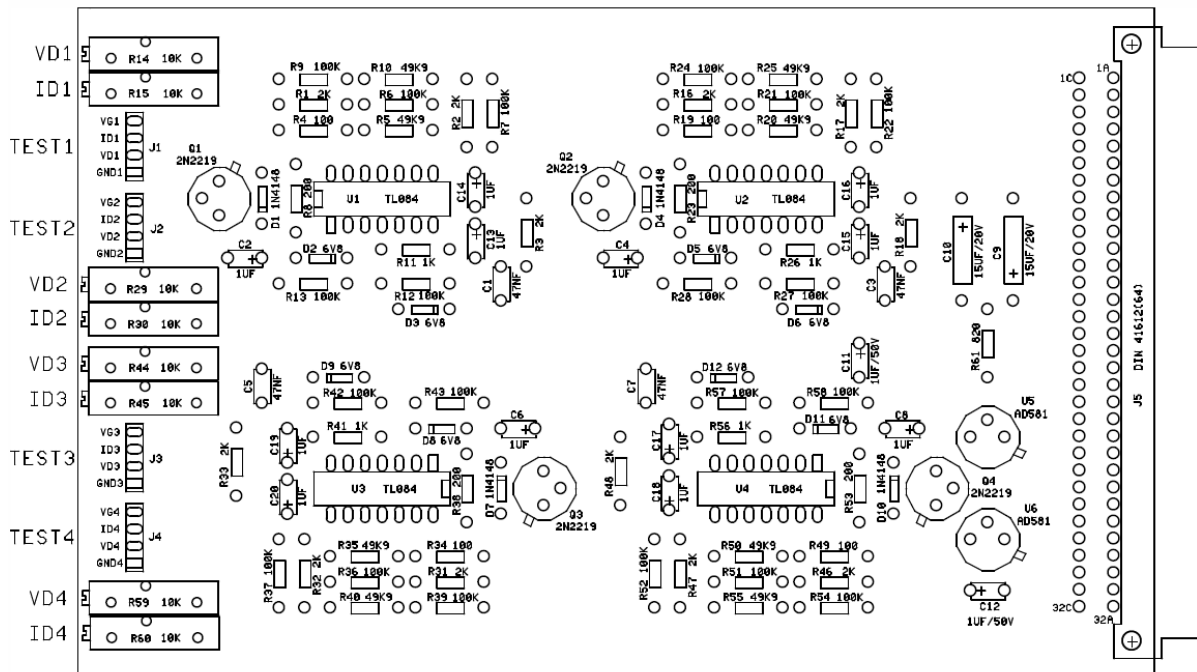 VD1
R14 10K
ID1
R15 10K
TEST1
VG1
ID1
VD1
GND1
J1
TEST2
VG2
ID2
VD2
GND2
J2
VD2
R29 10K
ID2
R30 10K
VD3
R44 10K
ID3
R45 10K
TEST3
VG3
ID3
VD3
GND3
J3
TEST4
VG4
ID4
VD4
GND4
J4
VD4
R59 10K
ID4
R60 10K
R9 100K
R10 49K9
R1 2K
R6 100K
R4 100
R5 49K9
R2 2K
R7 100K
Q1
2N2219
D1 1N4148
R8 200
U1 TL084
C14
1UF
C13
1UF
R3 2K
C2
1UF
D2 6V8
R11 1K
R13 100K
R12 100K
D3 6V8
C1
47NF
R24 100K
R25 49K9
R16 2K
R21 100K
R19 100
R20 49K9
R17 2K
R22 100K
Q2
2N2219
D4 1N4148
R23 200
U2 TL084
C16
1UF
C15
1UF
R18 2K
C4
1UF
D5 6V8
R26 1K
R28 100K
R27 100K
D6 6V8
C3
47NF
C10
15UF/20V
C9
15UF/20V
R61 820
C11
1UF/50V
C5
47NF
D9 6V8
R42 100K
R43 100K
R41 1K
D8 6V8
C6
1UF
R33 2K
C19
1UF
C20
1UF
U3 TL084
R38 200
D7 1N4148
Q3
2N2219
R37 100K
R32 2K
R35 49K9
R34 100
R36 100K
R31 2K
R40 49K9
R39 100K
C7
47NF
D12 6V8
R57 100K
R58 100K
R56 1K
D11 6V8
C8
1UF
R48 2K
C17
1UF
C18
1UF
U4 TL084
R53 200
D10 1N4148
Q4
2N2219
R52 100K
R47 2K
R50 49K9
R49 100
R51 100K
R46 2K
R55 49K9
R54 100K
U5
AD581
U6
AD581
C12
1UF/50V
1C
1A
32C
32A
DIN 41612(64)
J5